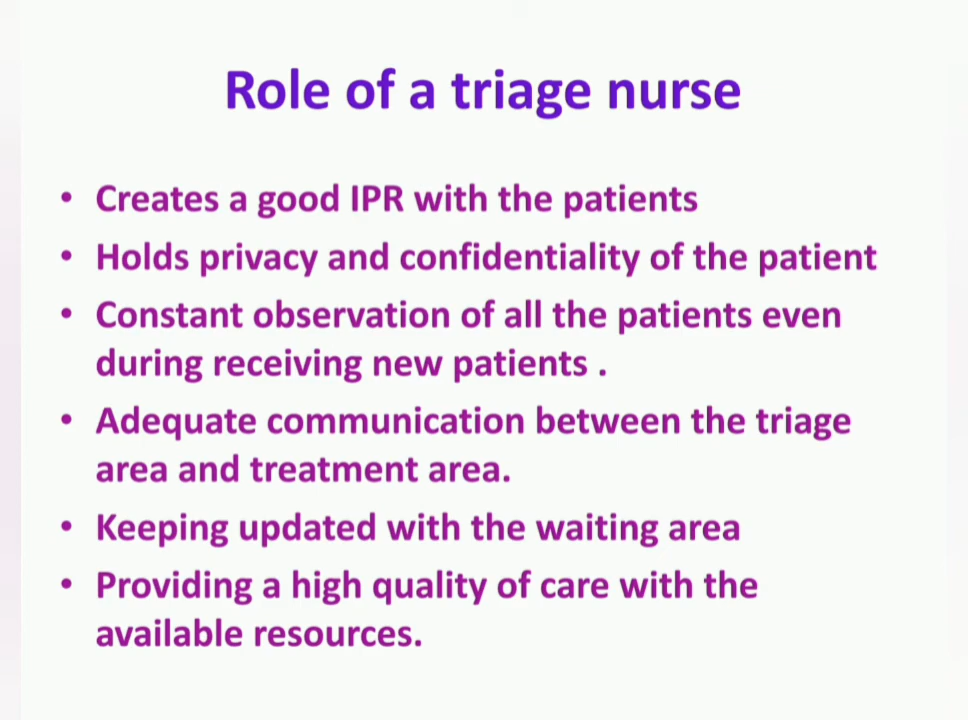 Role of a triage nurse
• Creates a good IPR with the patients
• Holds privacy and confidentiality of the patient
• Constant observation of all the patients even
during receiving new patients .
• Adequate communication between the triage
area and treatment area.
• Keeping updated with the waiting area
• Providing a high quality of care with the
available resources.